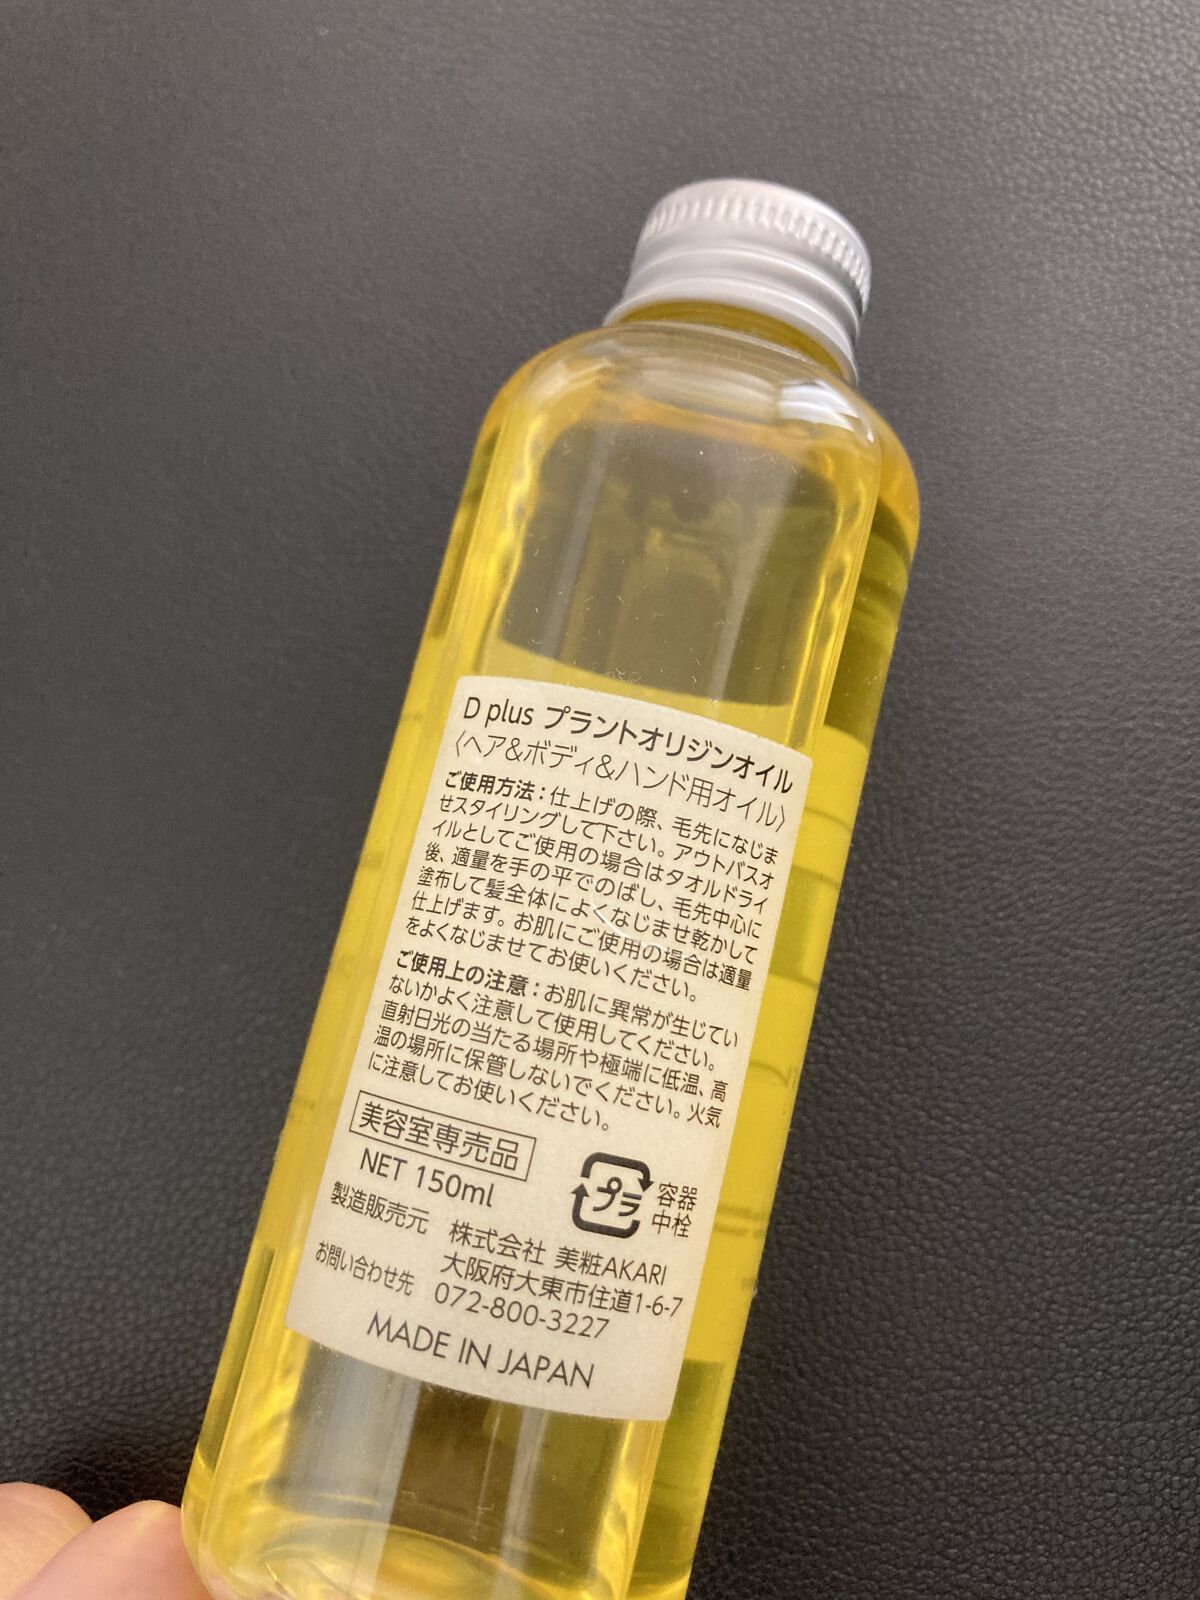 D plus プラントオリジンオイル
〈ヘア&ボディ&ハンド用オイル〉
ご使用方法：仕上げの際、毛先になじま
せスタイリングして下さい。アウトバスオ
イルとしてご使用の場合はタオルドライ
後、適量を手の平でのばし、毛先中心に
塗布して髪全体によくなじませ乾かして
仕上げます。お肌にご使用の場合は適量
をよくなじませてお使いください。
ご使用上の注意：お肌に異常が生じてい
ないかよく注意して使用してください。
直射日光の当たる場所や極端に低温、高
温の場所に保管しないでください。火気
に注意してお使いください。
美容室専売品
NET 150ml
プラ 容器
中栓
製造販売元 株式会社 美粧AKARI
大阪府大東市住道1-6-7
お問い合わせ先 072-800-3227
MADE IN JAPAN